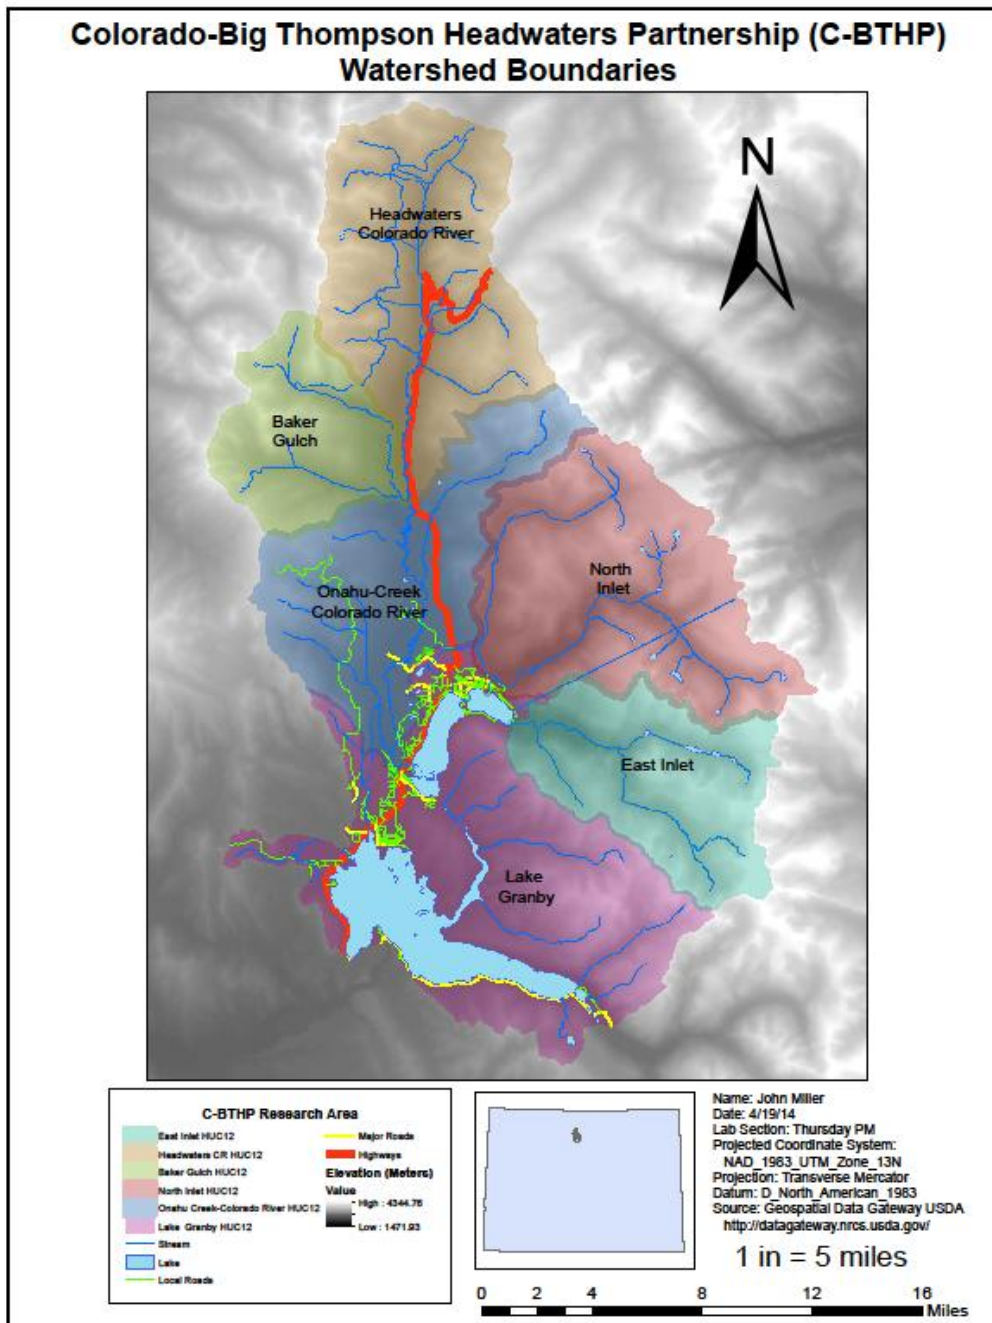 Colorado-Big Thompson Headwaters Partnership (C-BTHP)
Watershed Boundaries
N
Headwaters
Colorado River
Baker
Gulch
North
Inlet
Onahu-Creek
Colorado River
East Inlet
Lake
Granby
C-BTHP Research Area
East Inlet HUC12
Headwaters CR HUC12
Baker Gulch HUC12
North Inlet HUC12
Onahu Creek-Colorado River HUC12
Lake Granby HUC12
Stream
Lake
Local Roads
Major Roads
Highways
Elevation (Meters)
Value
High : 4344.76
Low : 1471.93
Name: John Miller
Date: 4/19/14
Lab Section: Thursday PM
Projected Coordinate System:
NAD_1983_UTM_Zone_13N
Projection: Transverse Mercator
Datum: D_North_American_1983
Source: Geospatial Data Gateway USDA
http://datagateway.nrcs.usda.gov/
1 in = 5 miles
0 2 4 8 12 16
Miles